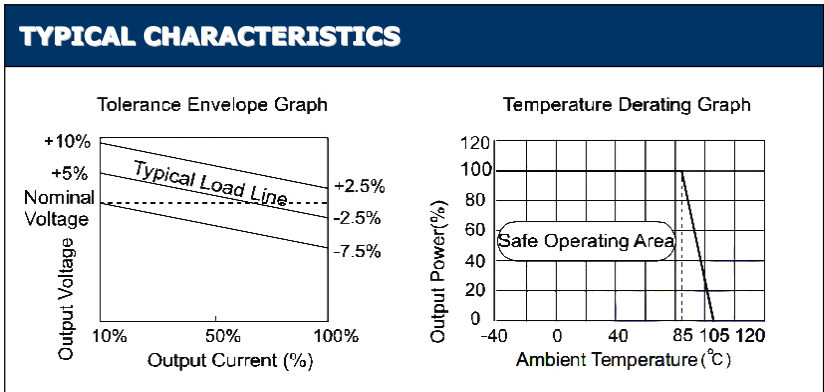 TYPICAL CHARACTERISTICS
Tolerance Envelope Graph
+10%
+5%
Nominal
Voltage
Typical Load Line
+2.5%
-2.5%
-7.5%
Output Voltage
10% 50% 100%
Output Current (%)
Temperature Derating Graph
120
100
80
60
40
20
0
Output Power(%)
Safe Operating Area
-40 0 40 85 105 120
Ambient Temperature(℃)